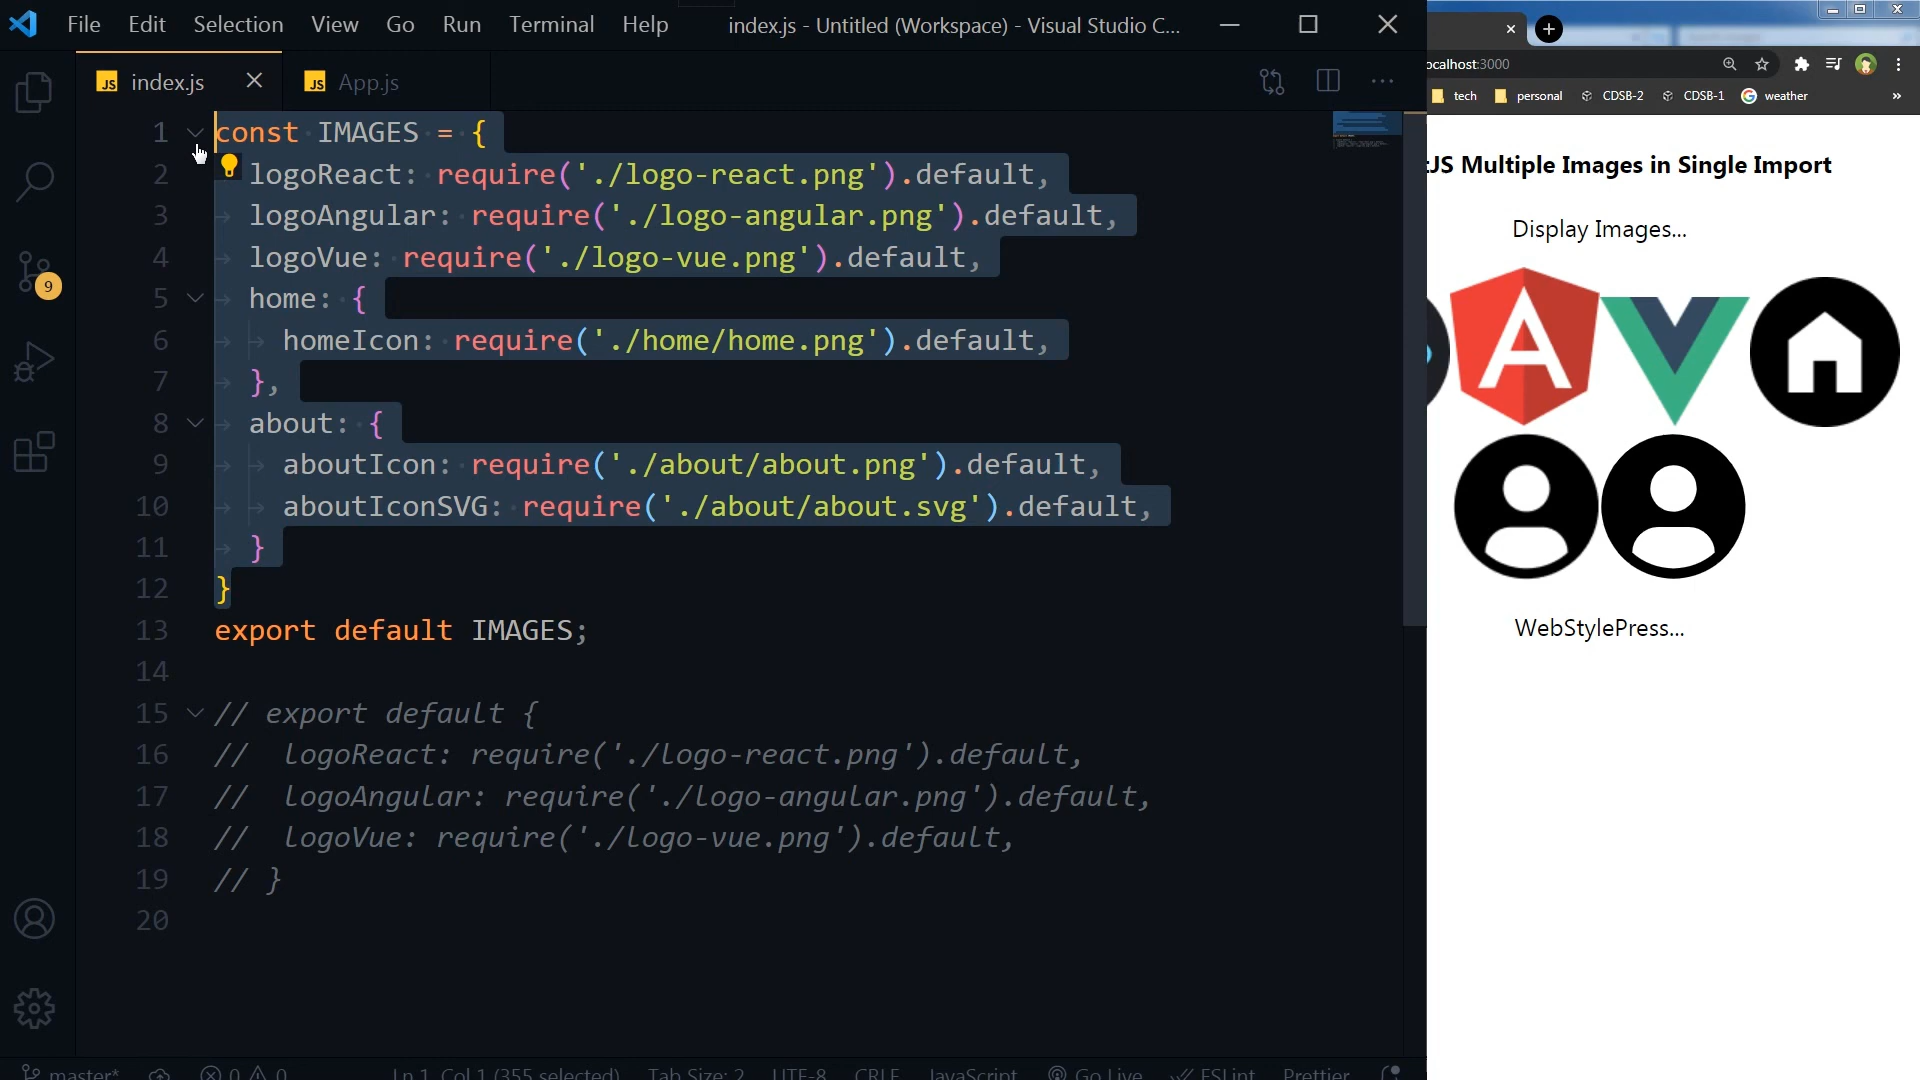 File Edit Selection View Go Run Terminal Help index.js - Untitled (Workspace) - Visual Studio C...
JS index.js JS App.js
1 const IMAGES = {
2 logoReact: require('./logo-react.png').default,
3 logoAngular: require('./logo-angular.png').default,
4 logoVue: require('./logo-vue.png').default,
5 home: {
6 homeIcon: require('./home/home.png').default,
7 },
8 about: {
9 aboutIcon: require('./about/about.png').default,
10 aboutIconSVG: require('./about/about.svg').default,
11 }
12 }
13 export default IMAGES;
14
15 // export default {
16 // logoReact: require('./logo-react.png').default,
17 // logoAngular: require('./logo-angular.png').default,
18 // logoVue: require('./logo-vue.png').default,
19 // }
20
9
master* 0 0 Ln 1, Col 1 (355 selected) Tab Size: 2 UTF-8 CRLF JavaScript Go Live ESLint Prettier
ocalhost:3000
tech personal CDSB-2 CDSB-1 weather »
tJS Multiple Images in Single Import
Display Images...
WebStylePress...